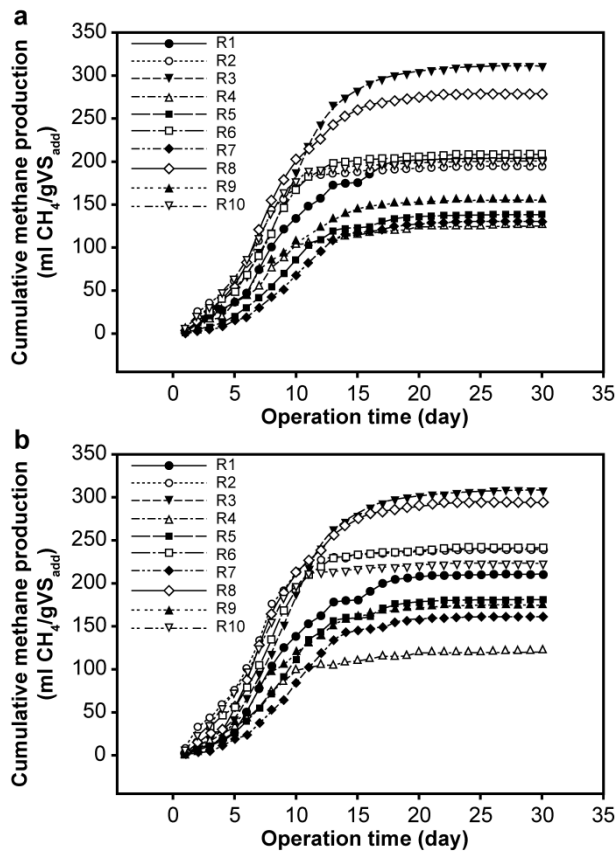 a
Cumulative methane production
(ml CH₄/gVSadd)
350
300
250
200
150
100
50
0
R1
R2
R3
R4
R5
R6
R7
R8
R9
R10
0 5 10 15 20 25 30 35
Operation time (day)
b
Cumulative methane production
(ml CH₄/gVSadd)
350
300
250
200
150
100
50
0
R1
R2
R3
R4
R5
R6
R7
R8
R9
R10
0 5 10 15 20 25 30 35
Operation time (day)